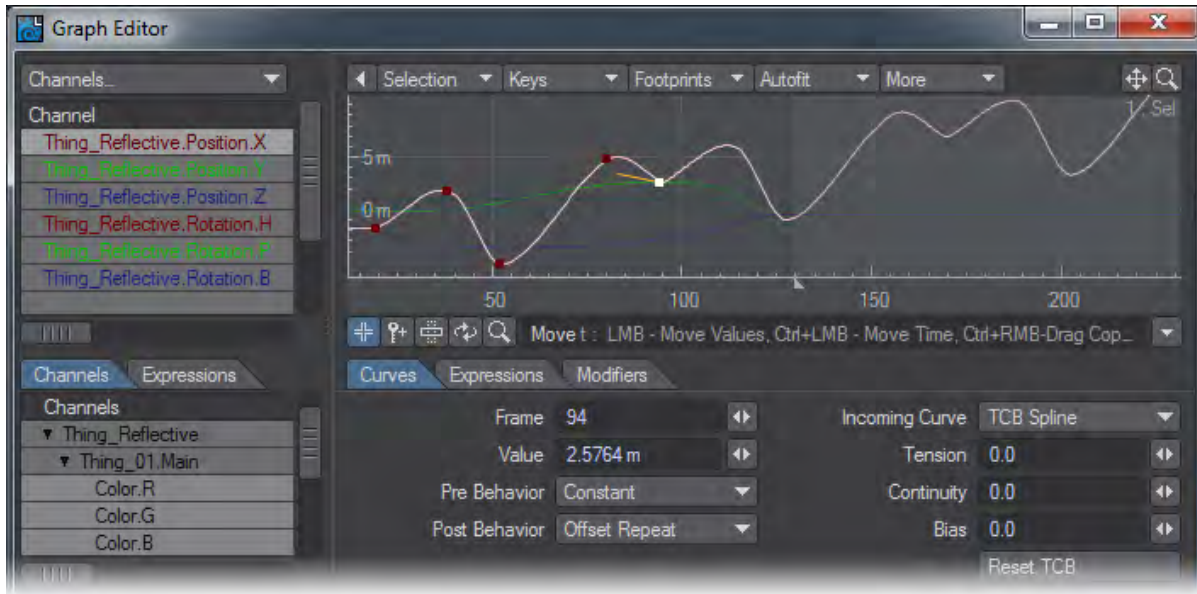 Graph Editor
Channels...
Selection Keys Footprints Autofit More
Channel
1 : Sel
Thing_Reflective.Position.X
Thing_Reflective.Position.Y
Thing_Reflective.Position.Z
Thing_Reflective.Rotation.H
Thing_Reflective.Rotation.P
Thing_Reflective.Rotation.B
5 m
0 m
50 100 150 200
Move t : LMB - Move Values, Ctrl+LMB - Move Time, Ctrl+RMB-Drag Cop...
Channels Expressions
Curves Expressions Modifiers
Channels
Thing_Reflective
Thing_01.Main
Color.R
Color.G
Color.B
Frame 94
Value 2.5764 m
Pre Behavior Constant
Post Behavior Offset Repeat
Incoming Curve TCB Spline
Tension 0.0
Continuity 0.0
Bias 0.0
Reset TCB